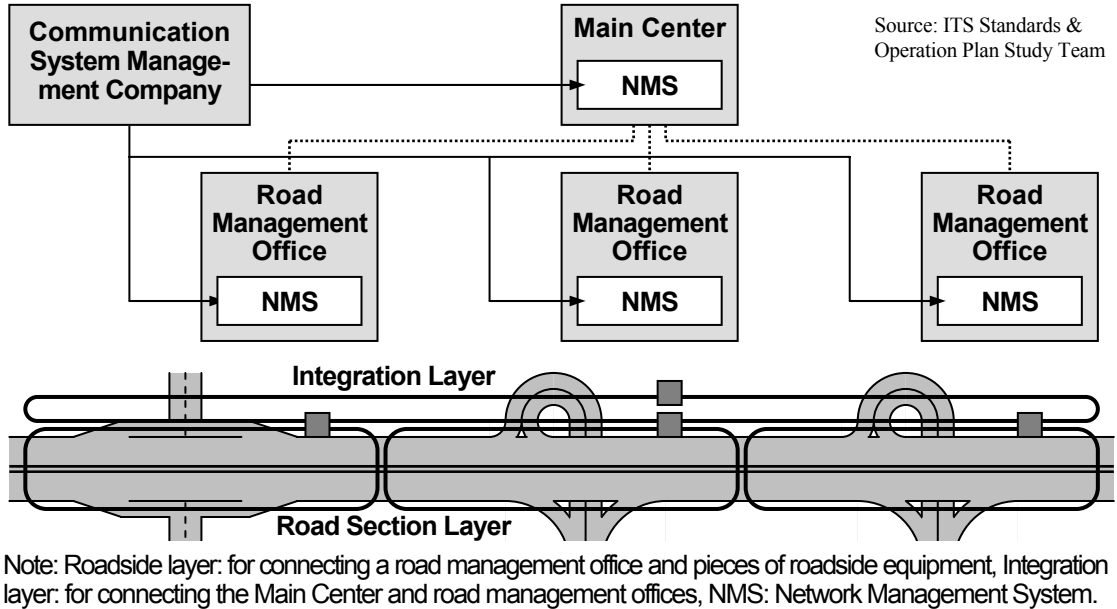 Communication
System Manage-
ment Company
Main Center
NMS
Source: ITS Standards &
Operation Plan Study Team
Road
Management
Office
NMS
Road
Management
Office
NMS
Road
Management
Office
NMS
Integration Layer
Road Section Layer
Note: Roadside layer: for connecting a road management office and pieces of roadside equipment, Integration
layer: for connecting the Main Center and road management offices, NMS: Network Management System.